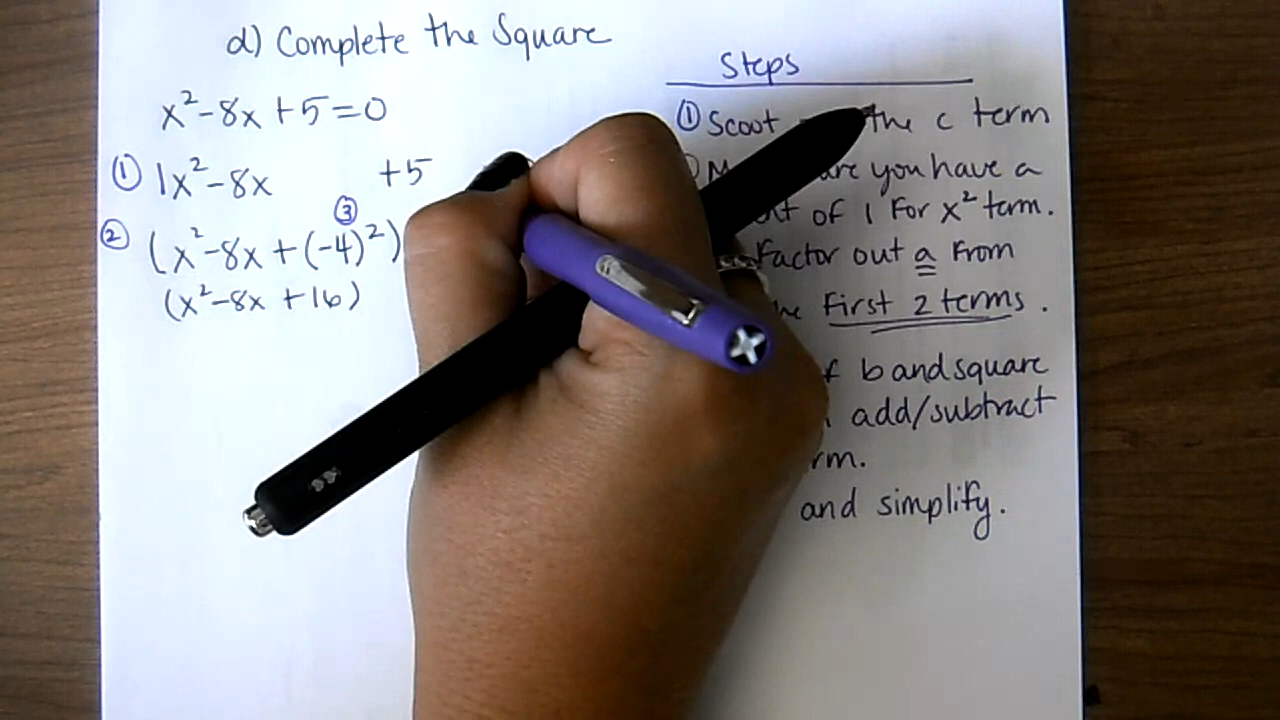 d) Complete the Square
x²-8x+5=0
① 1x²-8x +5
③
② (x²-8x+(-4)²)
(x²-8x+16)
Steps
① Scoot the c term
you have a
of 1 for x² term.
Factor out a from
First 2 terms.
b and square
add/subtract
and simplify.